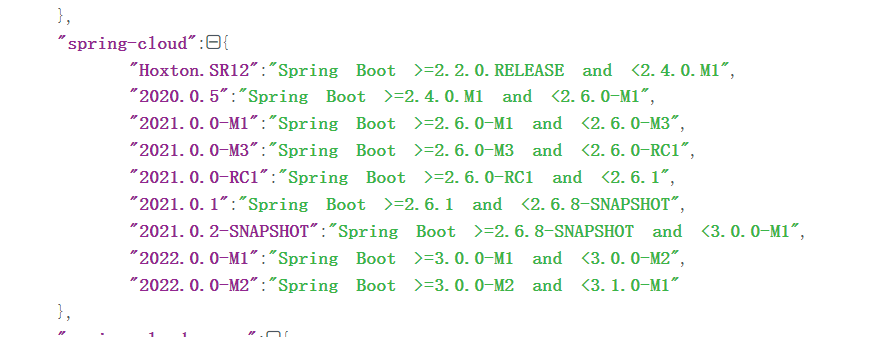 },
"spring-cloud":{
"Hoxton.SR12":"Spring Boot >=2.2.0.RELEASE and <2.4.0.M1",
"2020.0.5":"Spring Boot >=2.4.0.M1 and <2.6.0-M1",
"2021.0.0-M1":"Spring Boot >=2.6.0-M1 and <2.6.0-M3",
"2021.0.0-M3":"Spring Boot >=2.6.0-M3 and <2.6.0-RC1",
"2021.0.0-RC1":"Spring Boot >=2.6.0-RC1 and <2.6.1",
"2021.0.1":"Spring Boot >=2.6.1 and <2.6.8-SNAPSHOT",
"2021.0.2-SNAPSHOT":"Spring Boot >=2.6.8-SNAPSHOT and <3.0.0-M1",
"2022.0.0-M1":"Spring Boot >=3.0.0-M1 and <3.0.0-M2",
"2022.0.0-M2":"Spring Boot >=3.0.0-M2 and <3.1.0-M1"
},